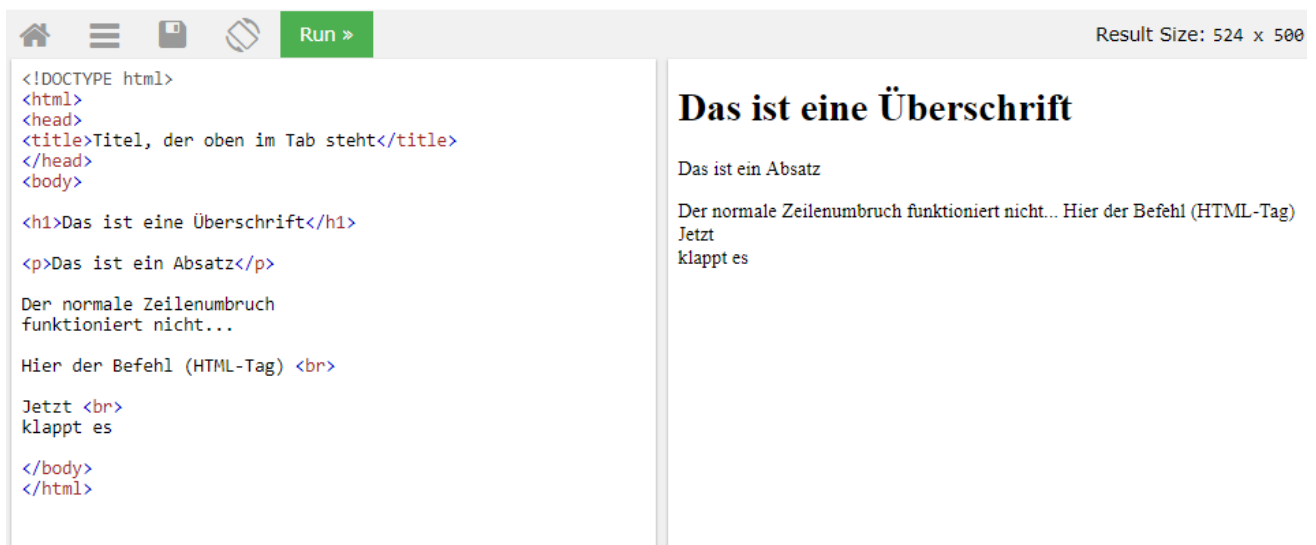 Run »
Result Size: 524 x 500
<!DOCTYPE html>
<html>
<head>
<title>Titel, der oben im Tab steht</title>
</head>
<body>
<h1>Das ist eine Überschrift</h1>
<p>Das ist ein Absatz</p>
Der normale Zeilenumbruch
funktioniert nicht...
Hier der Befehl (HTML-Tag) <br>
Jetzt <br>
klappt es
</body>
</html>
Das ist eine Überschrift
Das ist ein Absatz
Der normale Zeilenumbruch funktioniert nicht... Hier der Befehl (HTML-Tag)
Jetzt
klappt es